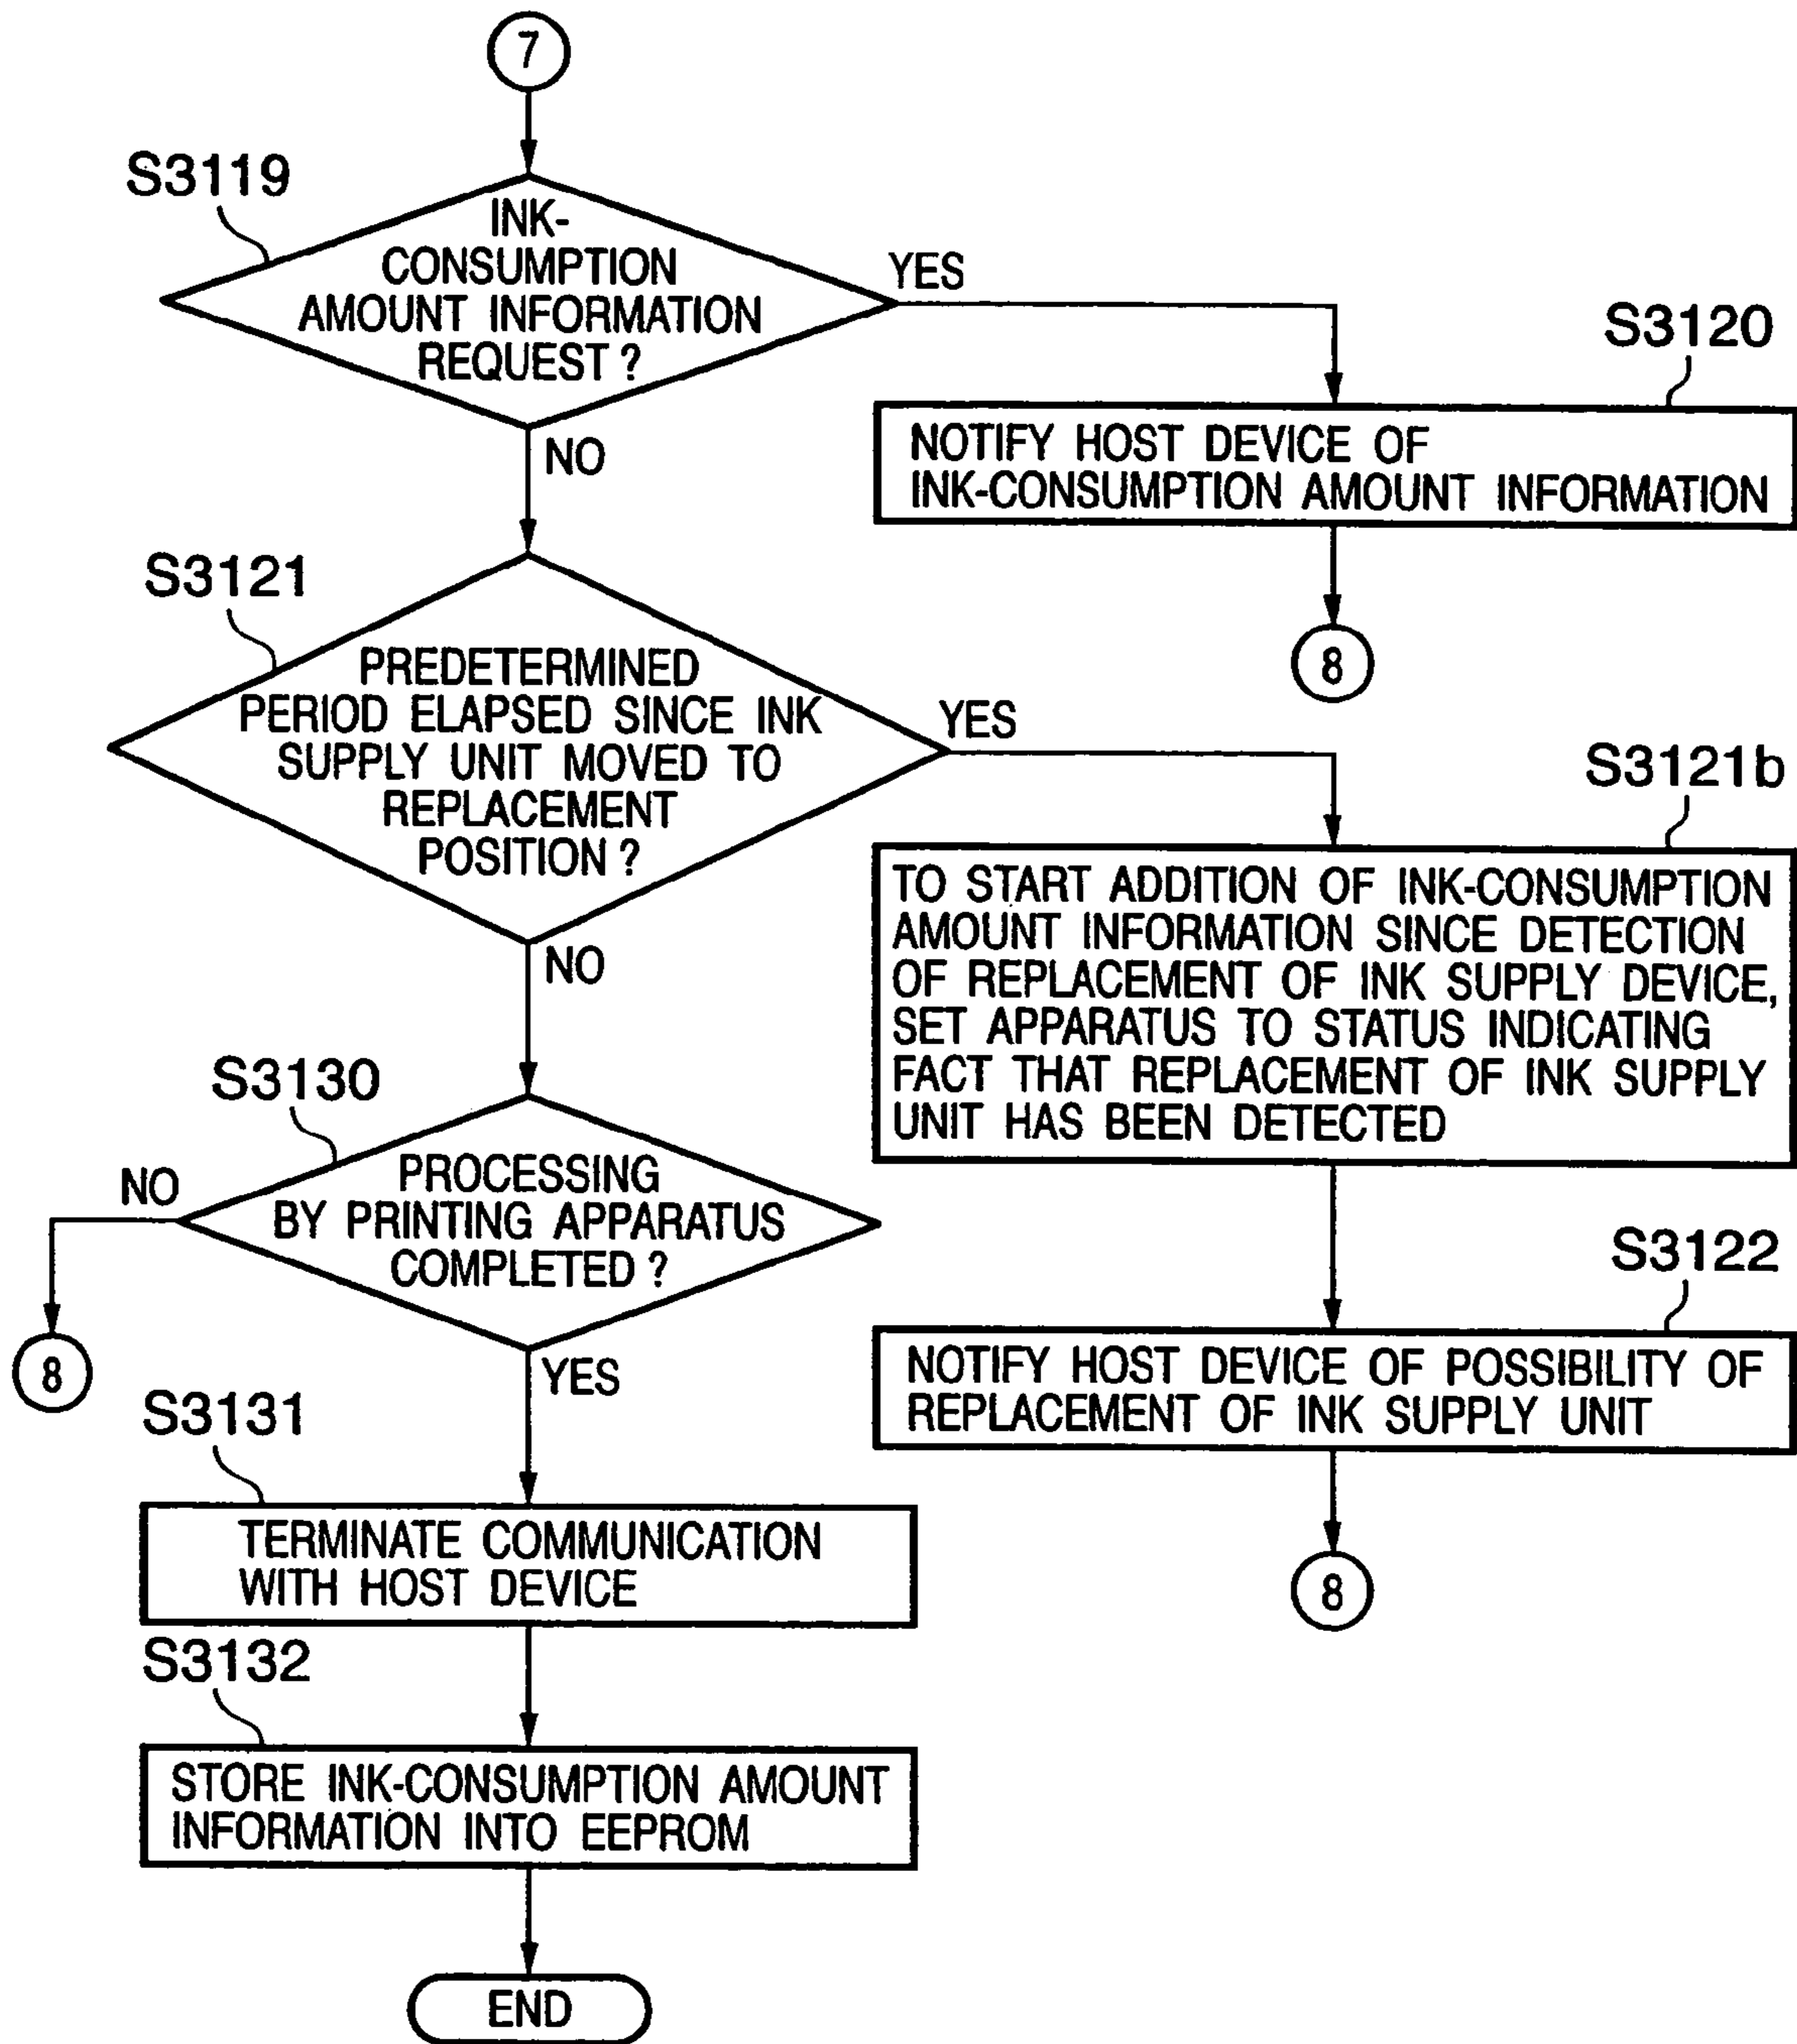 7
S3119
INK-
CONSUMPTION
AMOUNT INFORMATION
REQUEST ?
YES
NO
S3120
NOTIFY HOST DEVICE OF
INK-CONSUMPTION AMOUNT INFORMATION
8
S3121
PREDETERMINED
PERIOD ELAPSED SINCE INK
SUPPLY UNIT MOVED TO
REPLACEMENT
POSITION ?
YES
NO
S3121b
TO START ADDITION OF INK-CONSUMPTION
AMOUNT INFORMATION SINCE DETECTION
OF REPLACEMENT OF INK SUPPLY DEVICE,
SET APPARATUS TO STATUS INDICATING
FACT THAT REPLACEMENT OF INK SUPPLY
UNIT HAS BEEN DETECTED
S3122
NOTIFY HOST DEVICE OF POSSIBILITY OF
REPLACEMENT OF INK SUPPLY UNIT
8
S3130
PROCESSING
BY PRINTING APPARATUS
COMPLETED ?
NO
8
YES
S3131
TERMINATE COMMUNICATION
WITH HOST DEVICE
S3132
STORE INK-CONSUMPTION AMOUNT
INFORMATION INTO EEPROM
END